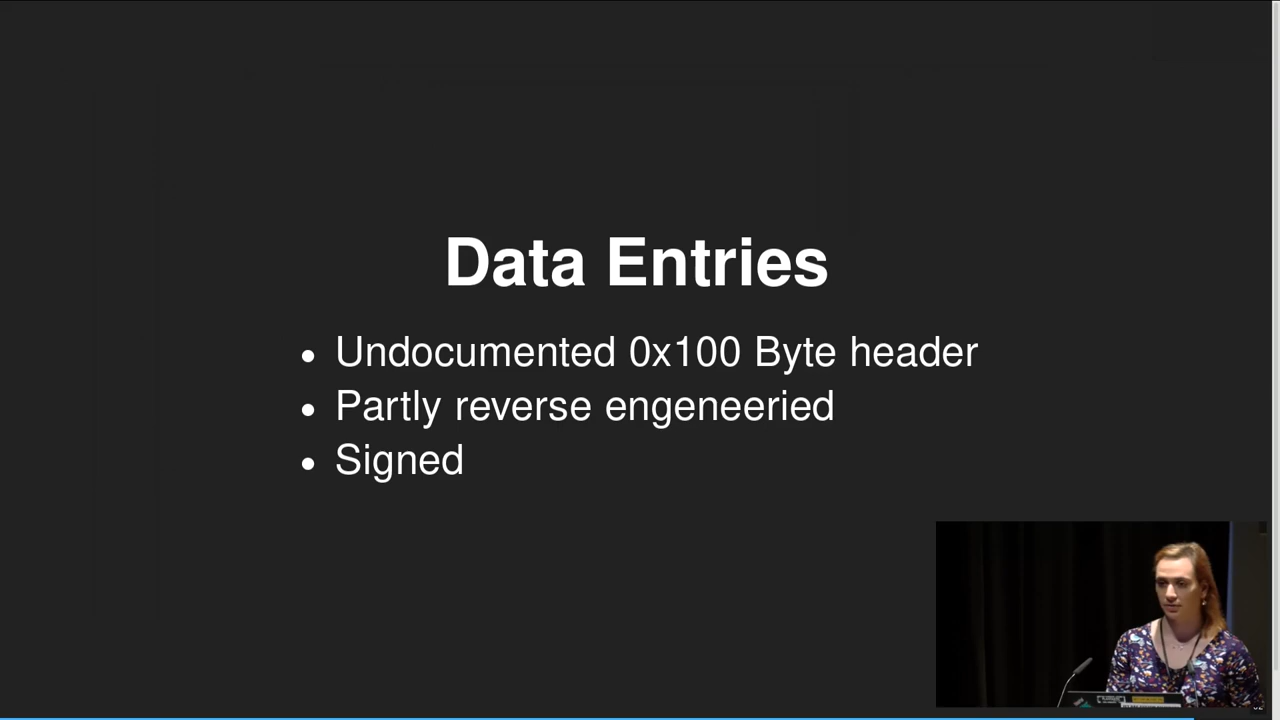 Data Entries
Undocumented 0x100 Byte header
Partly reverse engeneeried
Signed